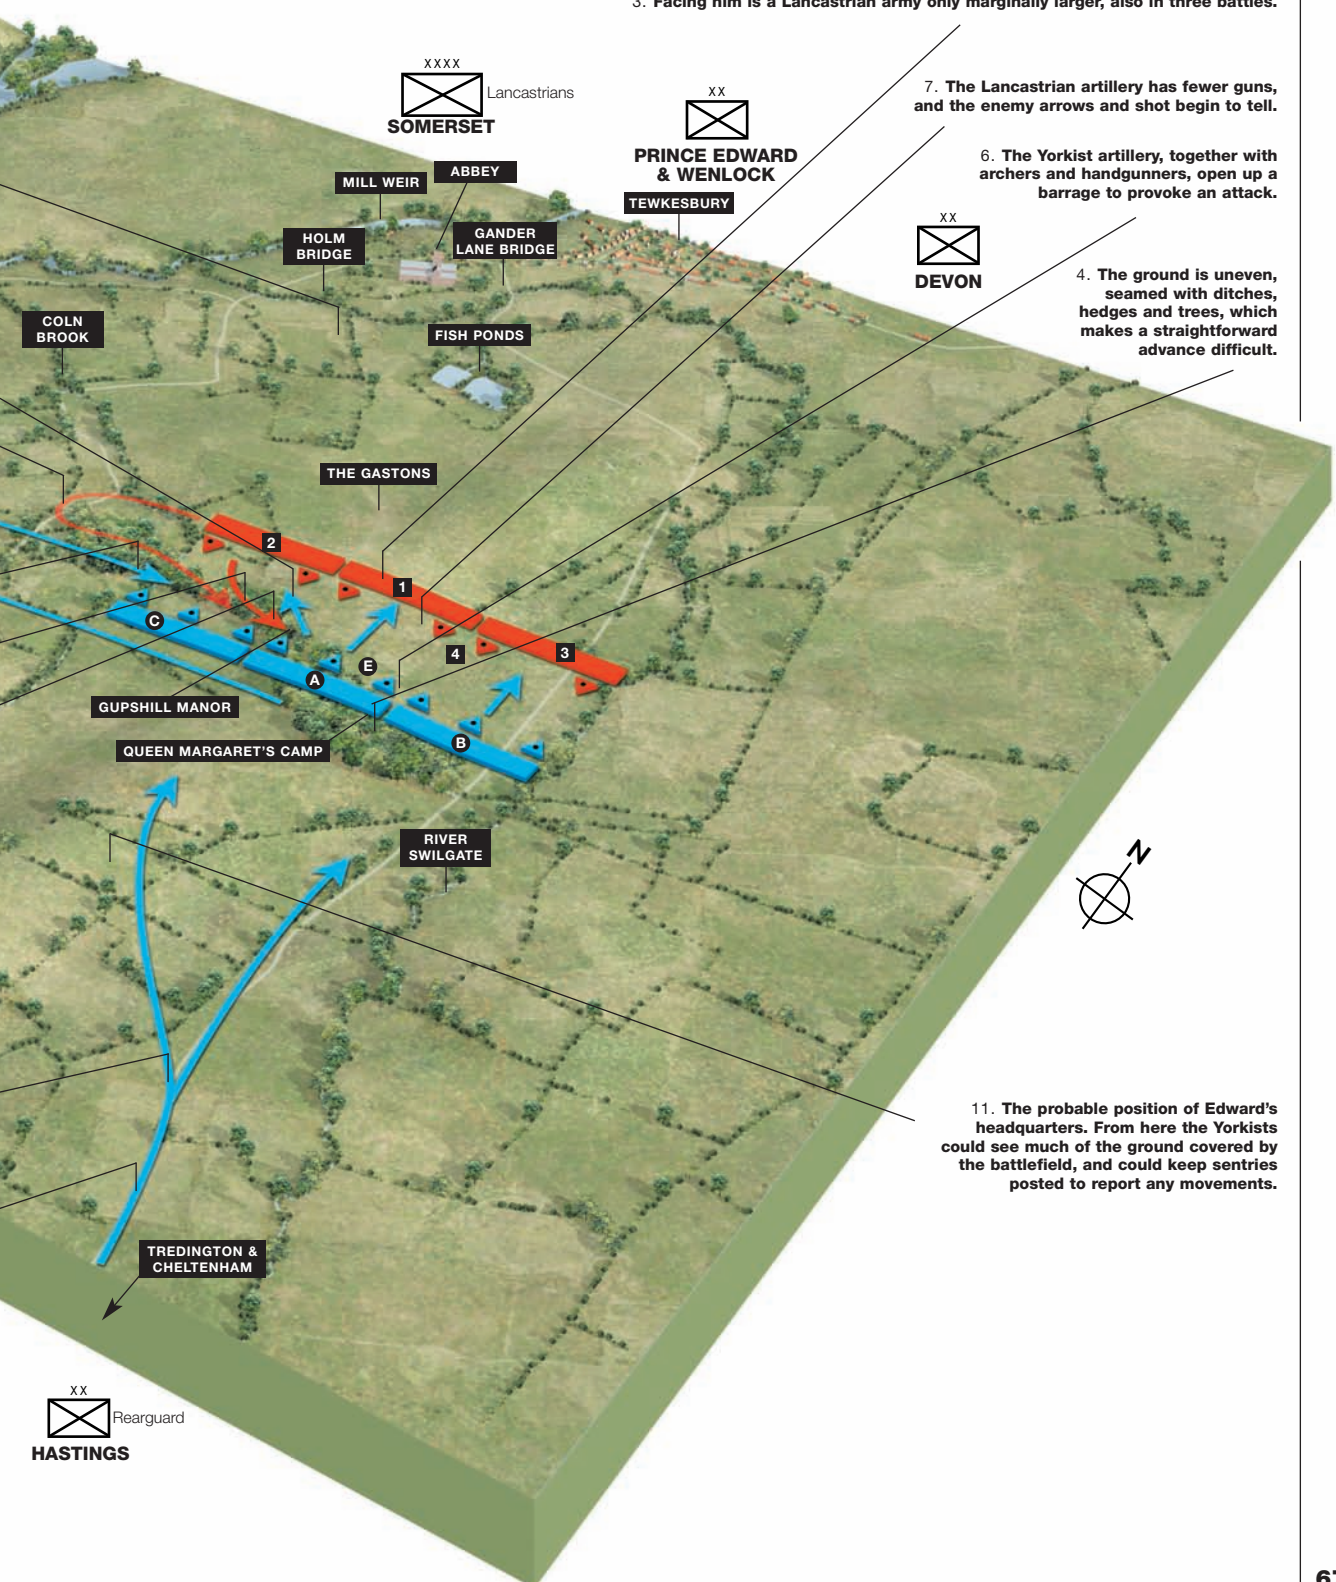 3. Facing him is a Lancastrian army only marginally larger, also in three battles.
XXXX
Lancastrians
SOMERSET
XX
PRINCE EDWARD
& WENLOCK
7. The Lancastrian artillery has fewer guns,
and the enemy arrows and shot begin to tell.
6. The Yorkist artillery, together with
archers and handgunners, open up a
barrage to provoke an attack.
XX
DEVON
4. The ground is uneven,
seamed with ditches,
hedges and trees, which
makes a straightforward
advance difficult.
MILL WEIR
ABBEY
TEWKESBURY
HOLM
BRIDGE
GANDER
LANE BRIDGE
COLN
BROOK
FISH PONDS
THE GASTONS
2
1
C
3
4
E
A
B
GUPSHILL MANOR
QUEEN MARGARET'S CAMP
RIVER
SWILGATE
N
11. The probable position of Edward's
headquarters. From here the Yorkists
could see much of the ground covered by
the battlefield, and could keep sentries
posted to report any movements.
TREDINGTON &
CHELTENHAM
XX
Rearguard
HASTINGS